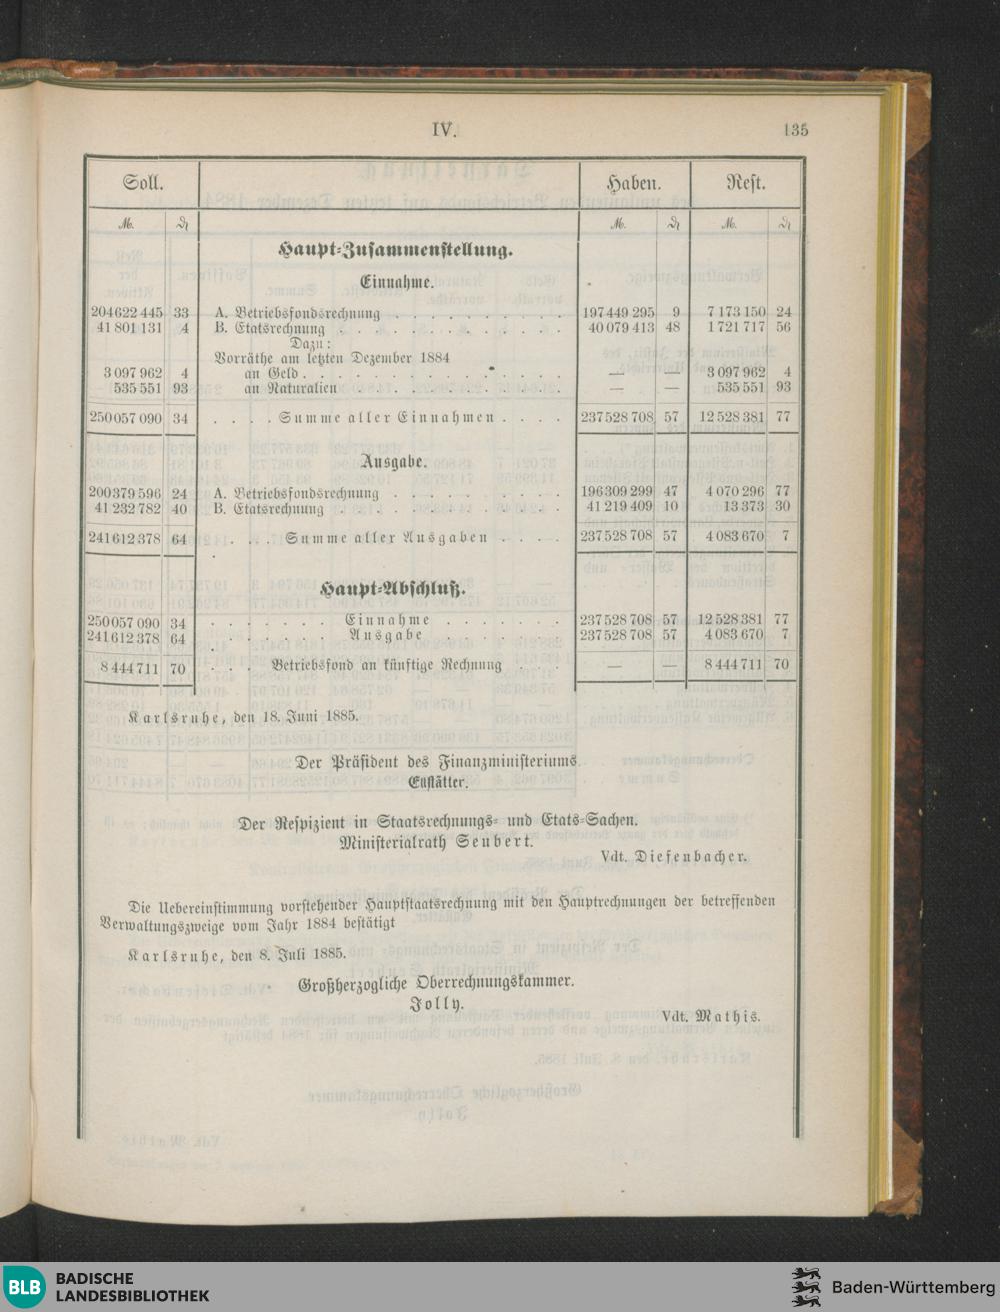 IV. 135
Soll. Haben. Rest.
M. ₰ M. ₰ M. ₰
Haupt-Zusammenstellung.
Einnahme.
204 622 445 33 A. Betriebsfondsrechnung . . . . . . . . . 197 449 295 9 7 173 150 24
41 801 131 4 B. Etatsrechnung . . . . . . . . . 40 079 413 48 1 721 717 56
Dazu:
Vorräthe am letzten Dezember 1884
3 097 962 4 an Geld . . . . . . . . . — — 3 097 962 4
535 551 93 an Naturalien . . . . . . . . . — — 535 551 93
250 057 090 34 . . . . Summe aller Einnahmen . . . . 237 528 708 57 12 528 381 77
Ausgabe.
200 379 596 24 A. Betriebsfondsrechnung . . . . . . . . . 196 309 299 47 4 070 296 77
41 232 782 40 B. Etatsrechnung . . . . . . . . . 41 219 409 10 13 373 30
241 612 378 64 . . . . Summe aller Ausgaben . . . . 237 528 708 57 4 083 670 7
Haupt-Abschluß.
250 057 090 34 . . . . . . . Einnahme . . . . . . . 237 528 708 57 12 528 381 77
241 612 378 64 . . . . . . . Ausgabe . . . . . . . 237 528 708 57 4 083 670 7
8 444 711 70 . . . Betriebsfond an künftige Rechnung . . . — — 8 444 711 70
Karlsruhe, den 18. Juni 1885.
Der Präsident des Finanzministeriums.
Ellstätter.
Der Respizient in Staatsrechnungs- und Etats-Sachen.
Ministerialrath Seubert.
Vdt. Diefenbacher.
Die Uebereinstimmung vorstehender Hauptstaatsrechnung mit den Hauptrechnungen der betreffenden
Verwaltungszweige vom Jahr 1884 bestätigt
Karlsruhe, den 8. Juli 1885.
Großherzogliche Oberrechnungskammer.
Jolly.
Vdt. Mathis.
BLB BADISCHE
LANDESBIBLIOTHEK
Baden-Württemberg